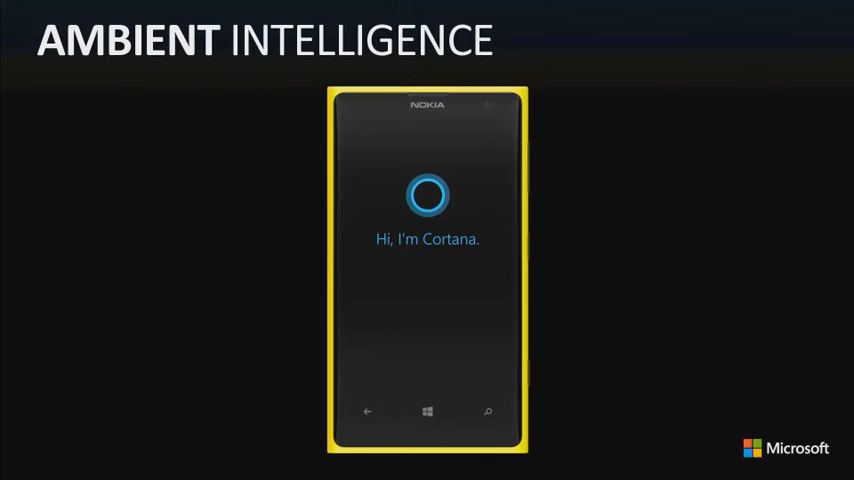 AMBIENT INTELLIGENCE
NOKIA
Hi, I'm Cortana.
Microsoft